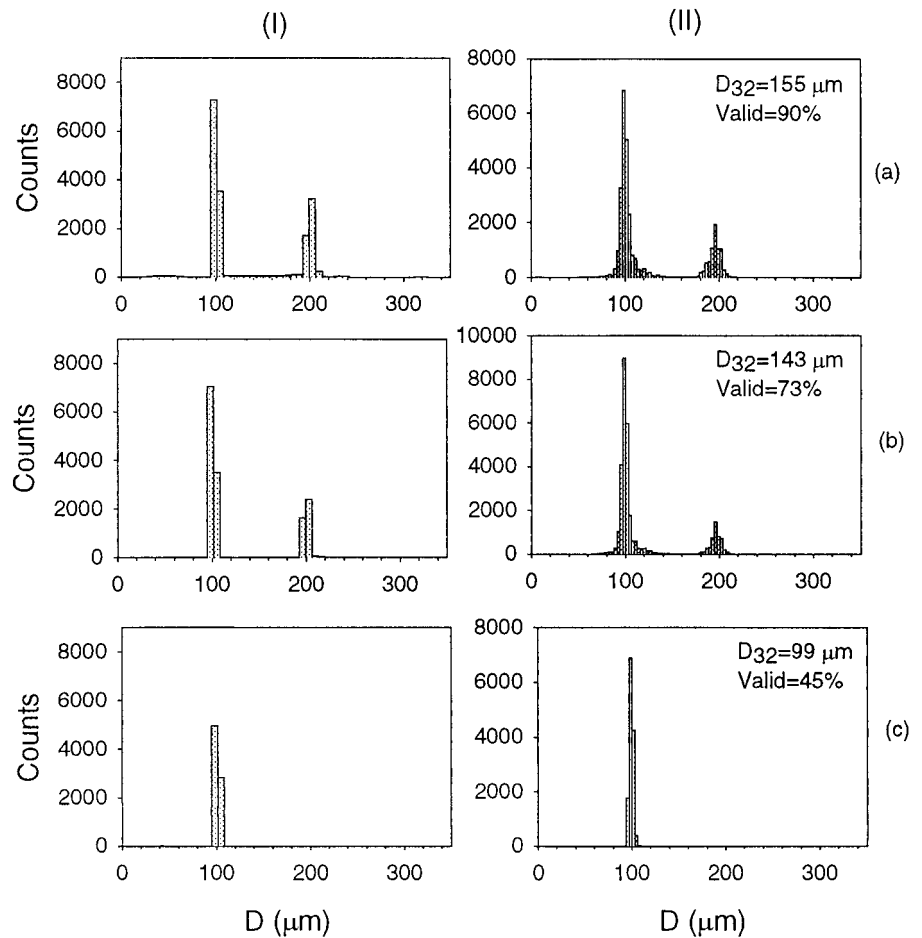 (I) (II)
8000
6000
4000
2000
0
Counts
0 100 200 300
8000
6000
4000
2000
0
D32=155 μm
Valid=90%
0 100 200 300
(a)
8000
6000
4000
2000
0
Counts
0 100 200 300
10000
8000
6000
4000
2000
0
D32=143 μm
Valid=73%
0 100 200 300
(b)
8000
6000
4000
2000
0
Counts
0 100 200 300
D (μm)
8000
6000
4000
2000
0
D32=99 μm
Valid=45%
0 100 200 300
D (μm)
(c)